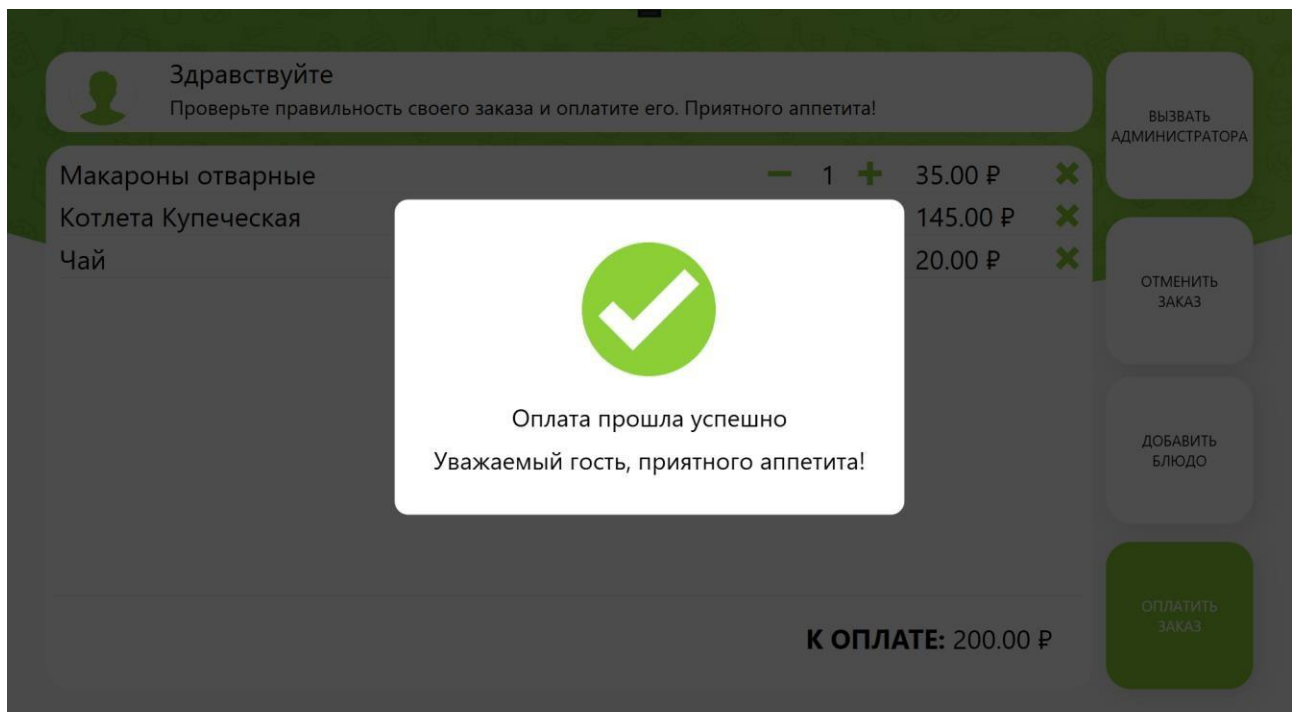 Здравствуйте
Проверьте правильность своего заказа и оплатите его. Приятного аппетита!
ВЫЗВАТЬ
АДМИНИСТРАТОРА
Макароны отварные − 1 + 35.00 ₽
Котлета Купеческая 145.00 ₽
Чай 20.00 ₽
ОТМЕНИТЬ
ЗАКАЗ
Оплата прошла успешно
Уважаемый гость, приятного аппетита!
ДОБАВИТЬ
БЛЮДО
К ОПЛАТЕ: 200.00 ₽
ОПЛАТИТЬ
ЗАКАЗ